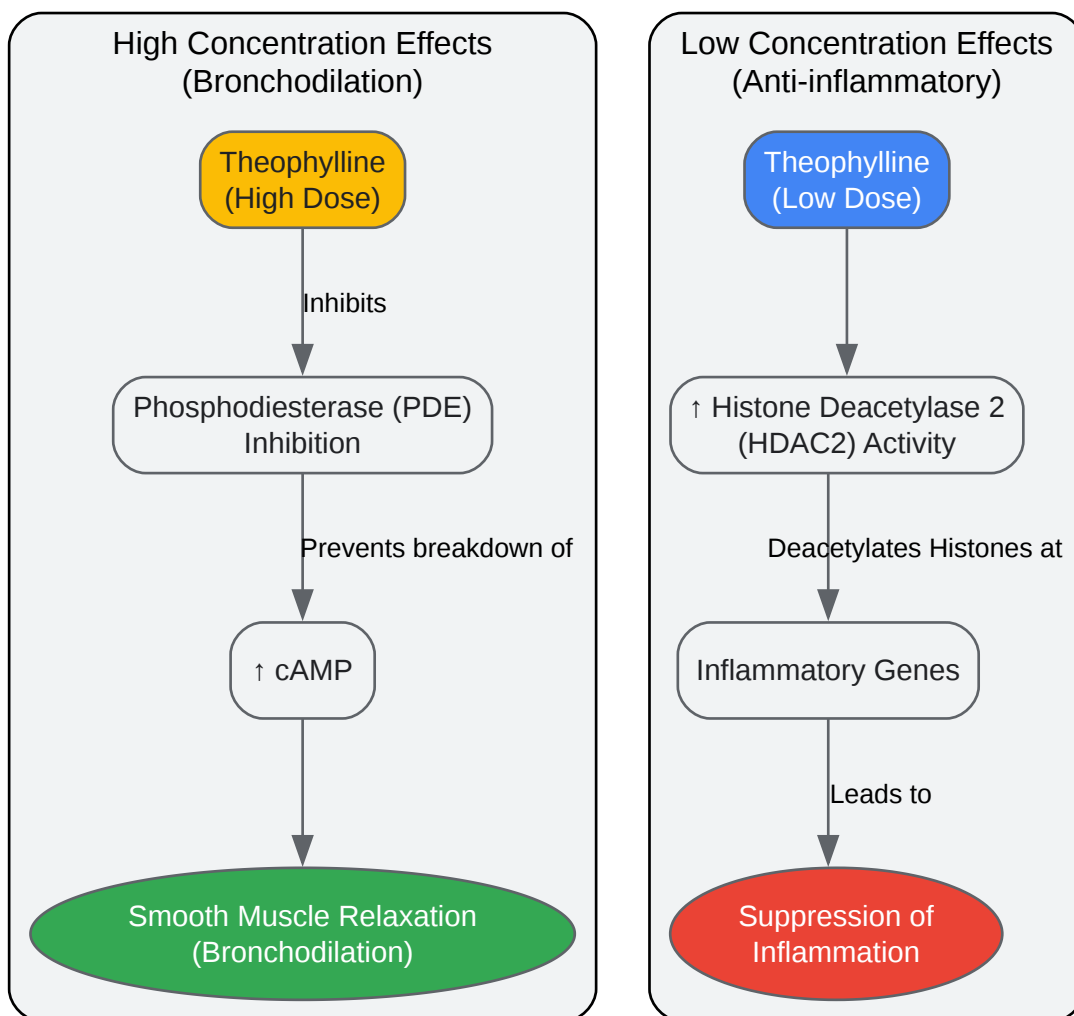 High Concentration Effects
(Bronchodilation)
Theophylline
(High Dose)
Inhibits
Phosphodiesterase (PDE)
Inhibition
Prevents breakdown of
↑ cAMP
Smooth Muscle Relaxation
(Bronchodilation)
Low Concentration Effects
(Anti-inflammatory)
Theophylline
(Low Dose)
↑ Histone Deacetylase 2
(HDAC2) Activity
Deacetylates Histones at
Inflammatory Genes
Leads to
Suppression of
Inflammation